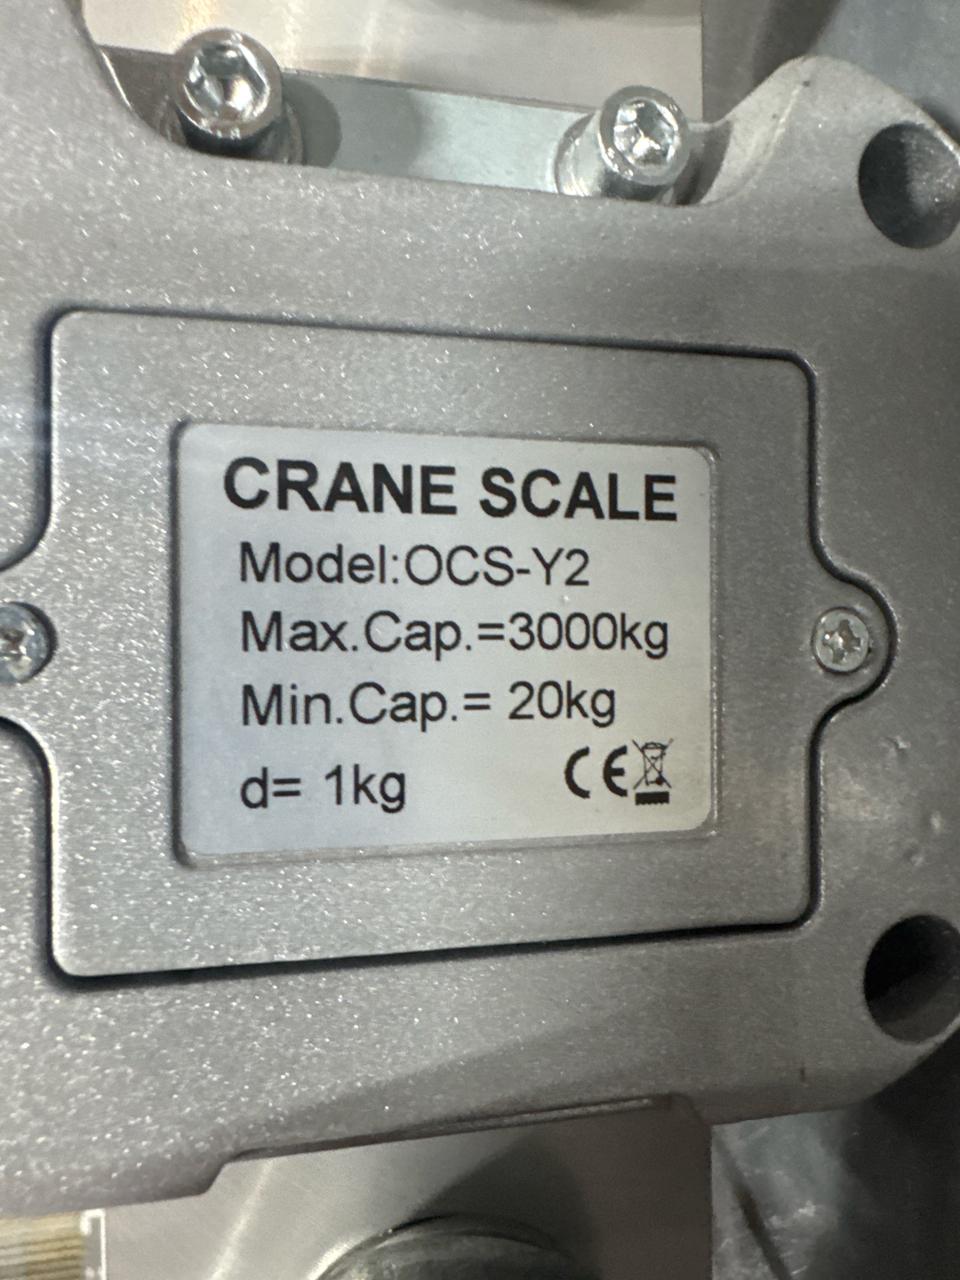 CRANE SCALE
Model:OCS-Y2
Max.Cap.=3000kg
Min.Cap.= 20kg
d= 1kg CE